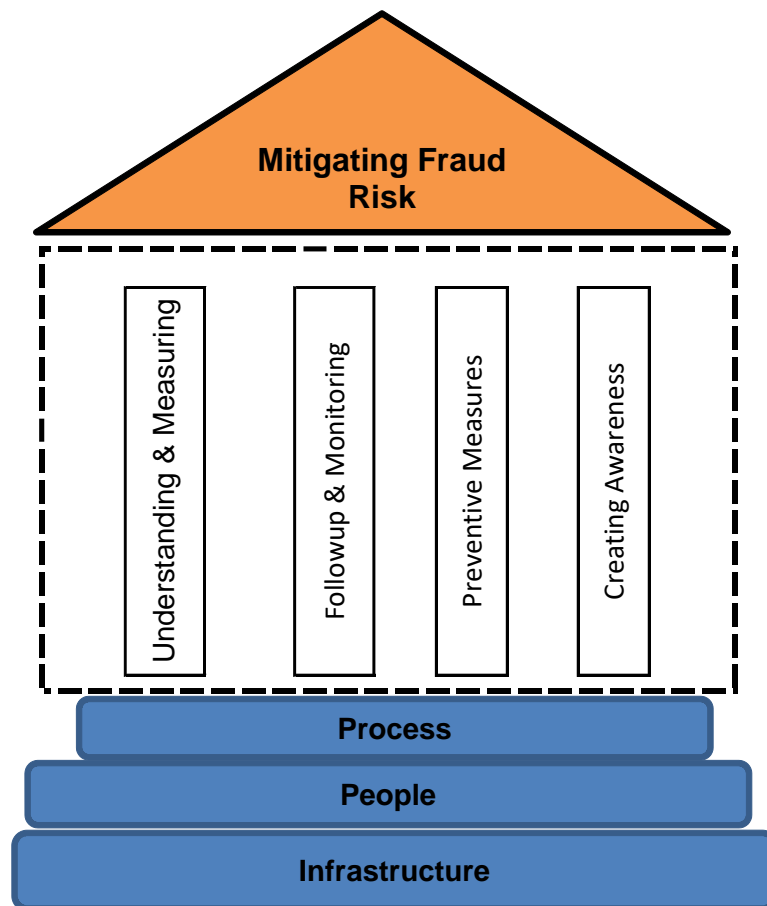 Mitigating Fraud
Risk
Understanding & Measuring
Followup & Monitoring
Preventive Measures
Creating Awareness
Process
People
Infrastructure